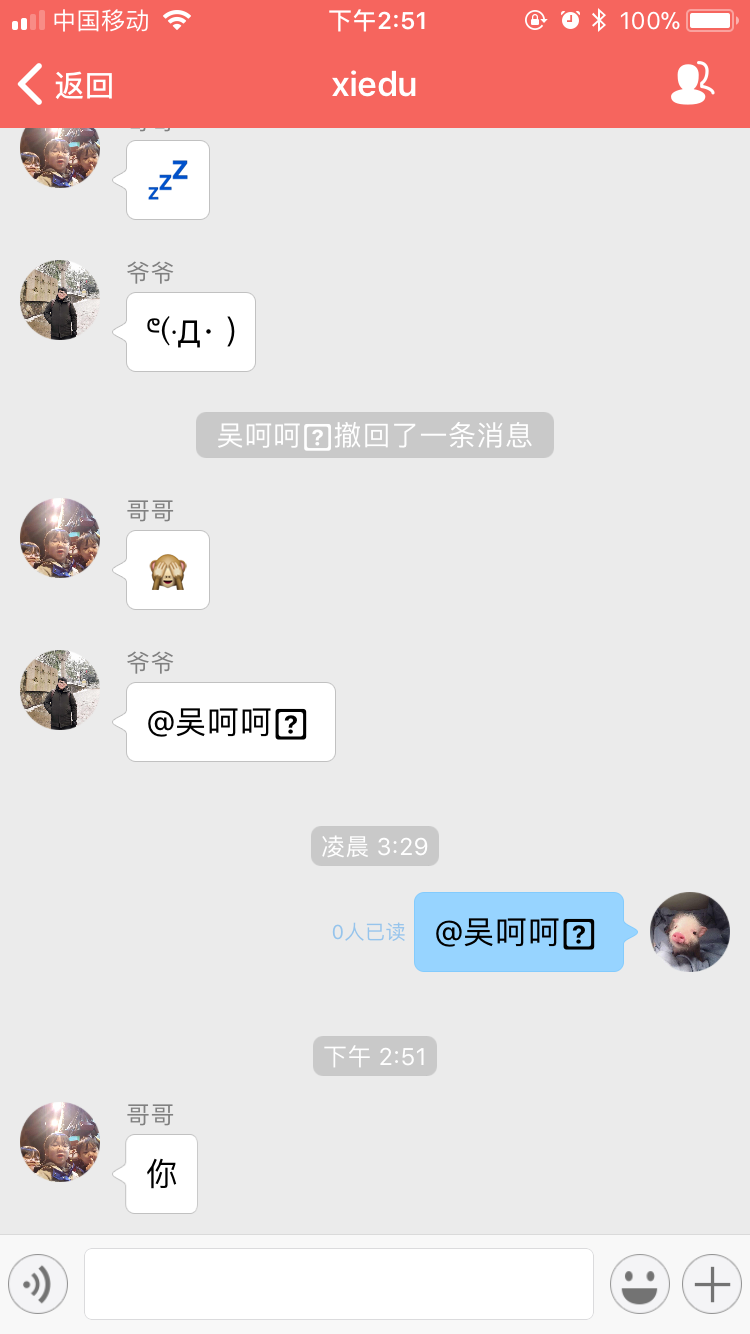 中国移动 下午2:51 100%
返回 xiedu
💤
爷爷
ᕦ(·Д･ )
吴呵呵⍰撤回了一条消息
哥哥
🙈
爷爷
@吴呵呵⍰
凌晨 3:29
0人已读 @吴呵呵⍰
下午 2:51
哥哥
你